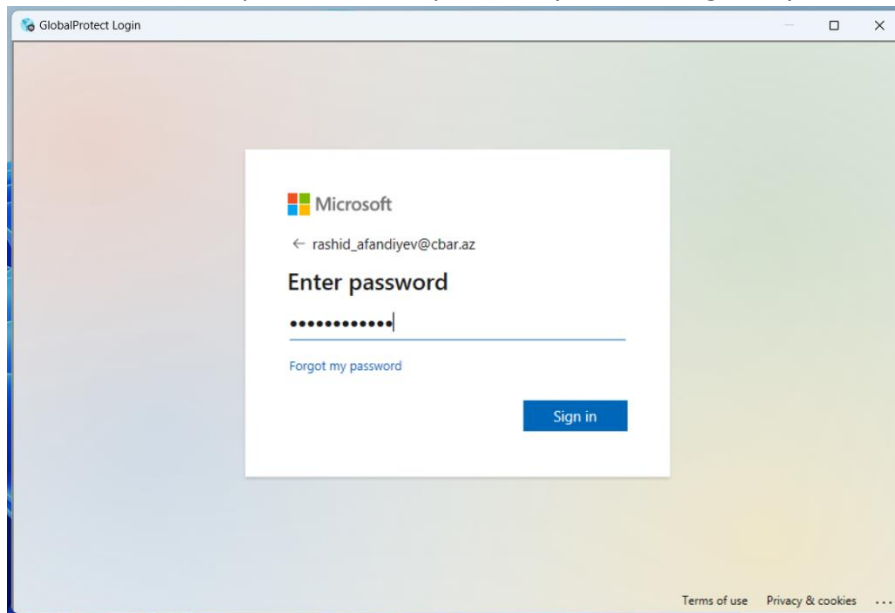 GlobalProtect Login
Microsoft
← rashid_afandiyev@cbar.az
Enter password
••••••••••••
Forgot my password
Sign in
Terms of use Privacy & cookies ...